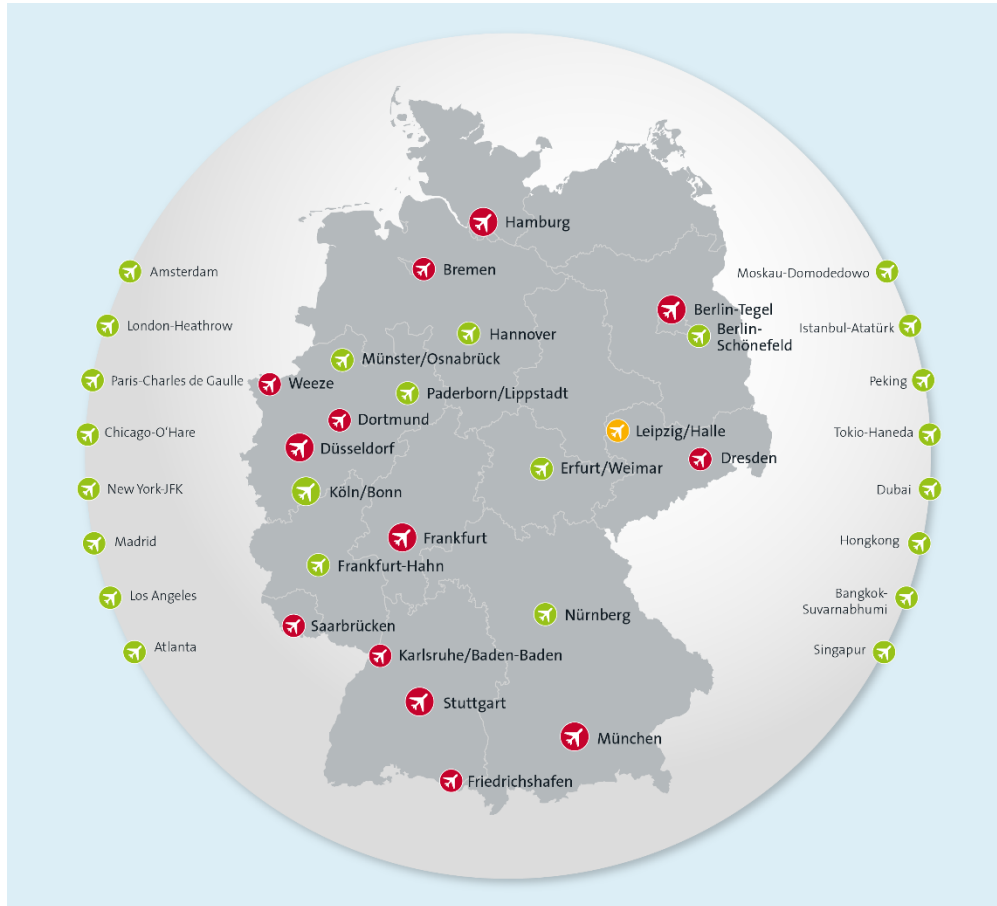 Hamburg
Bremen
Berlin-Tegel
Berlin-
Schönefeld
Hannover
Münster/Osnabrück
Weeze
Paderborn/Lippstadt
Dortmund
Leipzig/Halle
Düsseldorf
Dresden
Erfurt/Weimar
Köln/Bonn
Frankfurt
Frankfurt-Hahn
Nürnberg
Saarbrücken
Karlsruhe/Baden-Baden
Stuttgart
München
Friedrichshafen
Amsterdam
London-Heathrow
Paris-Charles de Gaulle
Chicago-O'Hare
New York-JFK
Madrid
Los Angeles
Atlanta
Moskau-Domodedowo
Istanbul-Atatürk
Peking
Tokio-Haneda
Dubai
Hongkong
Bangkok-
Suvarnabhumi
Singapur